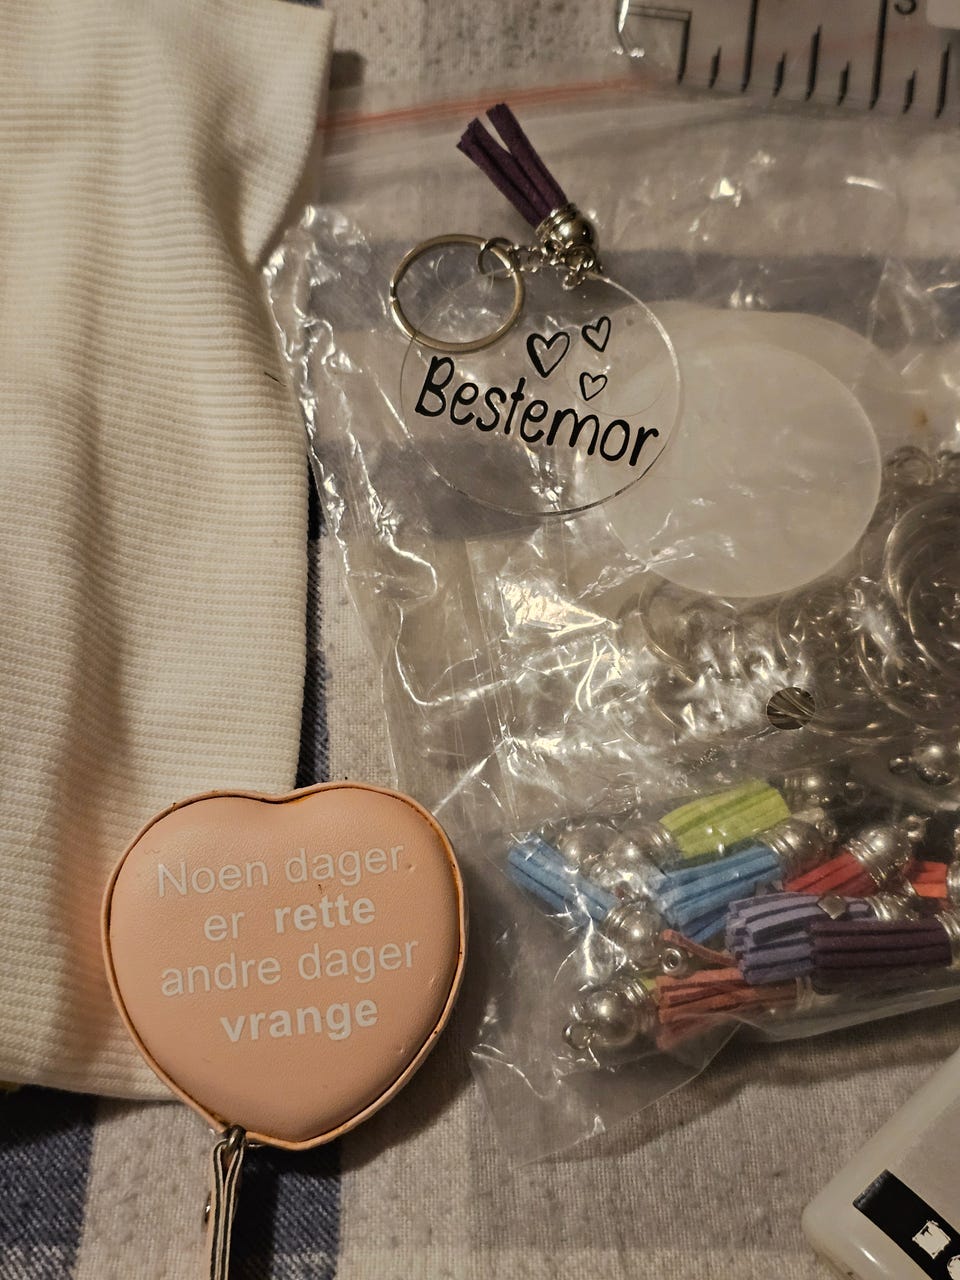 Bestemor
Noen dager
er rette
andre dager
vrange